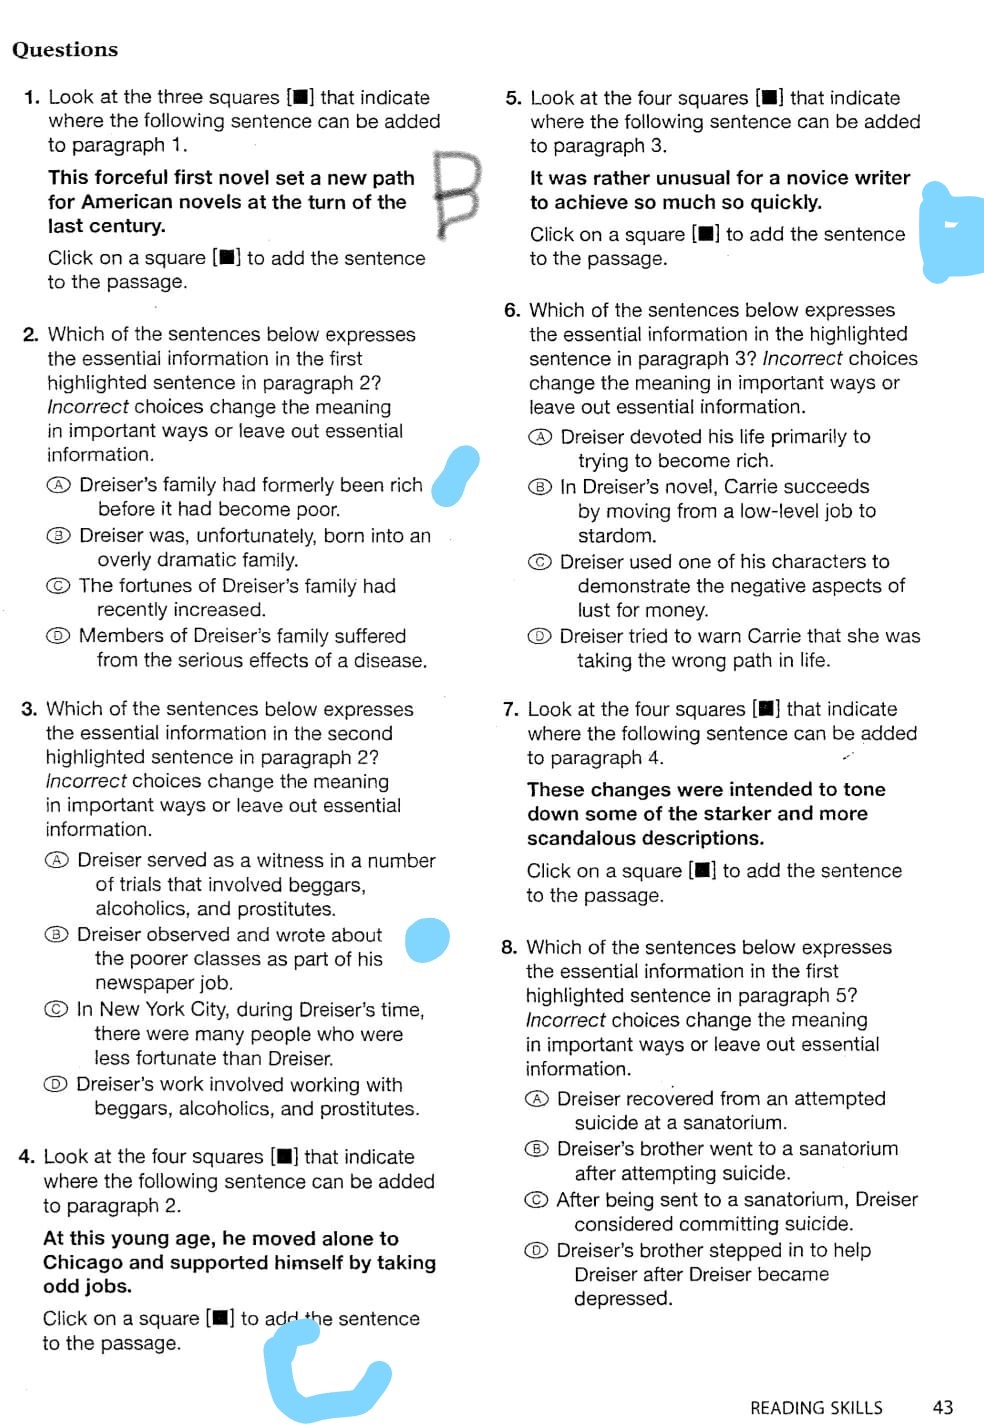 Questions
1. Look at the three squares [■] that indicate
where the following sentence can be added
to paragraph 1.
This forceful first novel set a new path
for American novels at the turn of the
last century.
Click on a square [■] to add the sentence
to the passage.
B
2. Which of the sentences below expresses
the essential information in the first
highlighted sentence in paragraph 2?
Incorrect choices change the meaning
in important ways or leave out essential
information.
Ⓐ Dreiser's family had formerly been rich
before it had become poor.
Ⓑ Dreiser was, unfortunately, born into an
overly dramatic family.
Ⓒ The fortunes of Dreiser's family had
recently increased.
Ⓓ Members of Dreiser's family suffered
from the serious effects of a disease.
3. Which of the sentences below expresses
the essential information in the second
highlighted sentence in paragraph 2?
Incorrect choices change the meaning
in important ways or leave out essential
information.
Ⓐ Dreiser served as a witness in a number
of trials that involved beggars,
alcoholics, and prostitutes.
Ⓑ Dreiser observed and wrote about
the poorer classes as part of his
newspaper job.
Ⓒ In New York City, during Dreiser's time,
there were many people who were
less fortunate than Dreiser.
Ⓓ Dreiser's work involved working with
beggars, alcoholics, and prostitutes.
4. Look at the four squares [■] that indicate
where the following sentence can be added
to paragraph 2.
At this young age, he moved alone to
Chicago and supported himself by taking
odd jobs.
Click on a square [■] to add the sentence
to the passage.
C
5. Look at the four squares [■] that indicate
where the following sentence can be added
to paragraph 3.
It was rather unusual for a novice writer
to achieve so much so quickly.
Click on a square [■] to add the sentence
to the passage.
6. Which of the sentences below expresses
the essential information in the highlighted
sentence in paragraph 3? Incorrect choices
change the meaning in important ways or
leave out essential information.
Ⓐ Dreiser devoted his life primarily to
trying to become rich.
Ⓑ In Dreiser's novel, Carrie succeeds
by moving from a low-level job to
stardom.
Ⓒ Dreiser used one of his characters to
demonstrate the negative aspects of
lust for money.
Ⓓ Dreiser tried to warn Carrie that she was
taking the wrong path in life.
7. Look at the four squares [■] that indicate
where the following sentence can be added
to paragraph 4.
These changes were intended to tone
down some of the starker and more
scandalous descriptions.
Click on a square [■] to add the sentence
to the passage.
8. Which of the sentences below expresses
the essential information in the first
highlighted sentence in paragraph 5?
Incorrect choices change the meaning
in important ways or leave out essential
information.
Ⓐ Dreiser recovered from an attempted
suicide at a sanatorium.
Ⓑ Dreiser's brother went to a sanatorium
after attempting suicide.
Ⓒ After being sent to a sanatorium, Dreiser
considered committing suicide.
Ⓓ Dreiser's brother stepped in to help
Dreiser after Dreiser became
depressed.
READING SKILLS 43